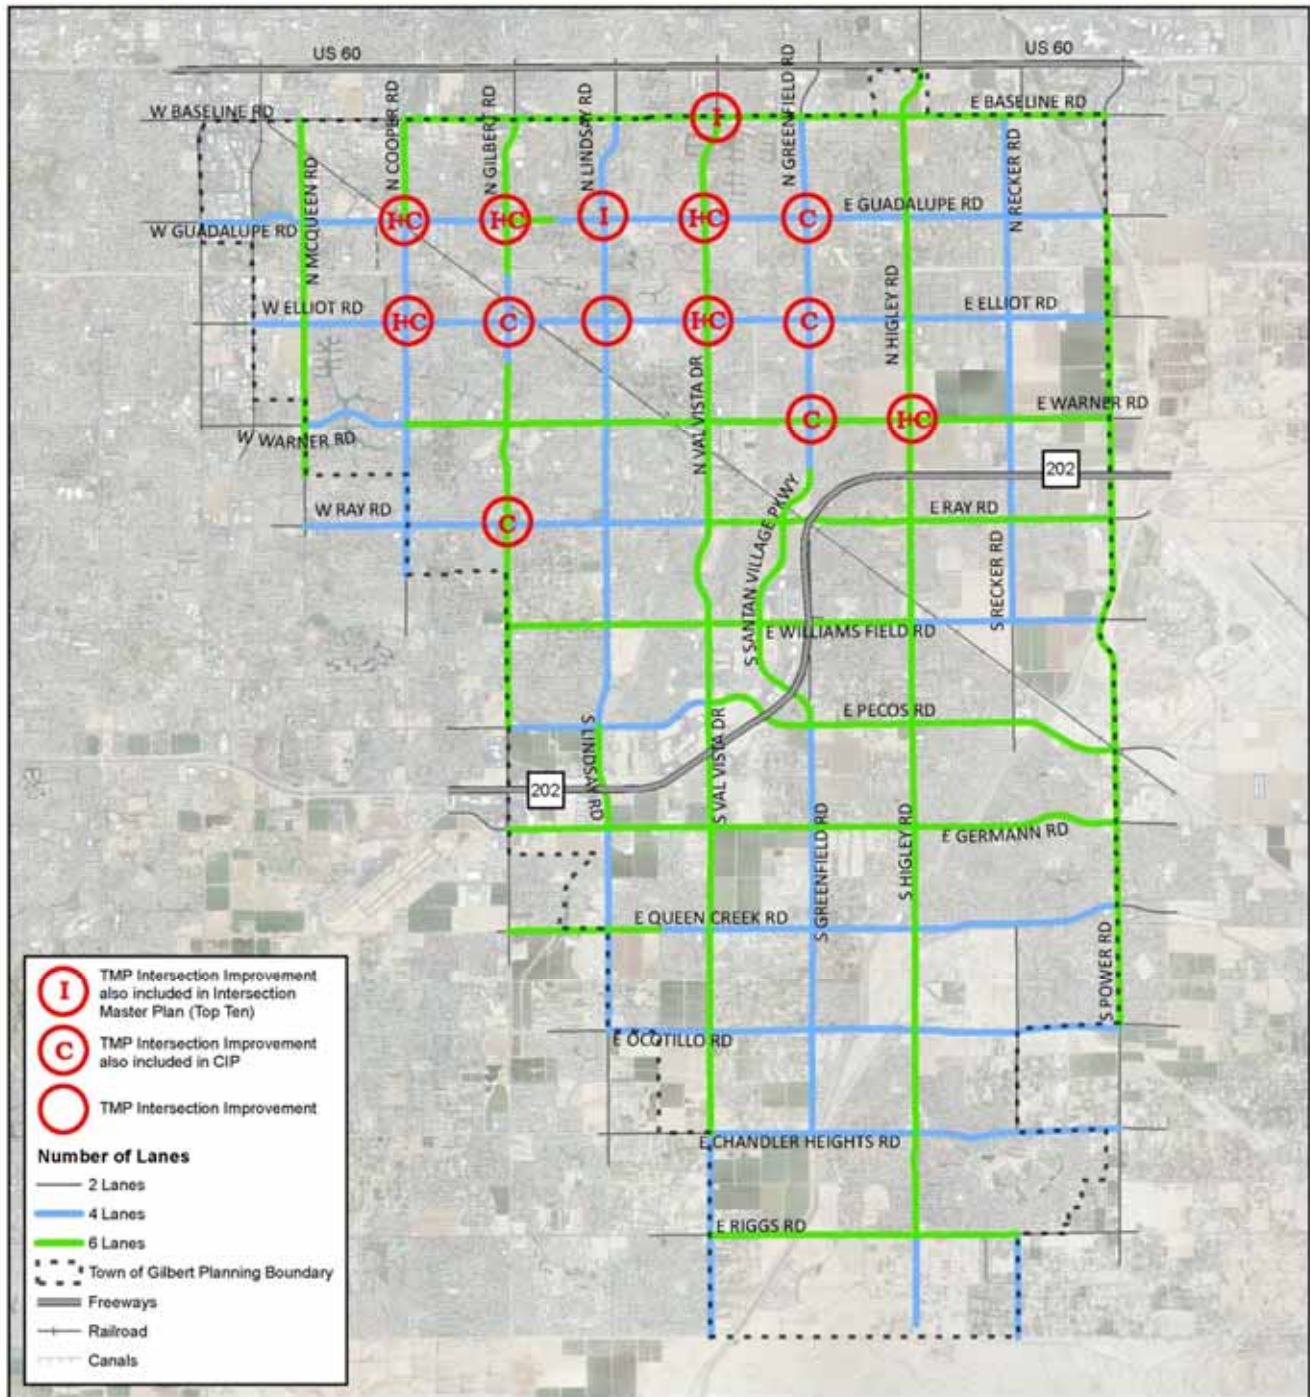 US 60
US 60
W BASELINE RD
N COOPER RD
N GILBERT RD
N LINDSAY RD
N GREENFIELD RD
E BASELINE RD
I
N MCQUEEN RD
N RECKER RD
W GUADALUPE RD
I+C
I+C
I
I+C
C
E GUADALUPE RD
W ELLIOT RD
I+C
C
I+C
C
N HIGLEY RD
E ELLIOT RD
N VAL VISTA DR
W WARNER RD
C
I+C
E WARNER RD
202
W RAY RD
C
S SANTAN VILLAGE PKWY
E RAY RD
S RECKER RD
E WILLIAMS FIELD RD
S LINDSAY RD
S VAL VISTA DR
E PECOS RD
202
S GREENFIELD RD
S HIGLEY RD
E GERMANN RD
E QUEEN CREEK RD
S POWER RD
E OCOTILLO RD
E CHANDLER HEIGHTS RD
E RIGGS RD
I
TMP Intersection Improvement
also included in Intersection
Master Plan (Top Ten)
C
TMP Intersection Improvement
also included in CIP
TMP Intersection Improvement
Number of Lanes
2 Lanes
4 Lanes
6 Lanes
Town of Gilbert Planning Boundary
Freeways
Railroad
Canals